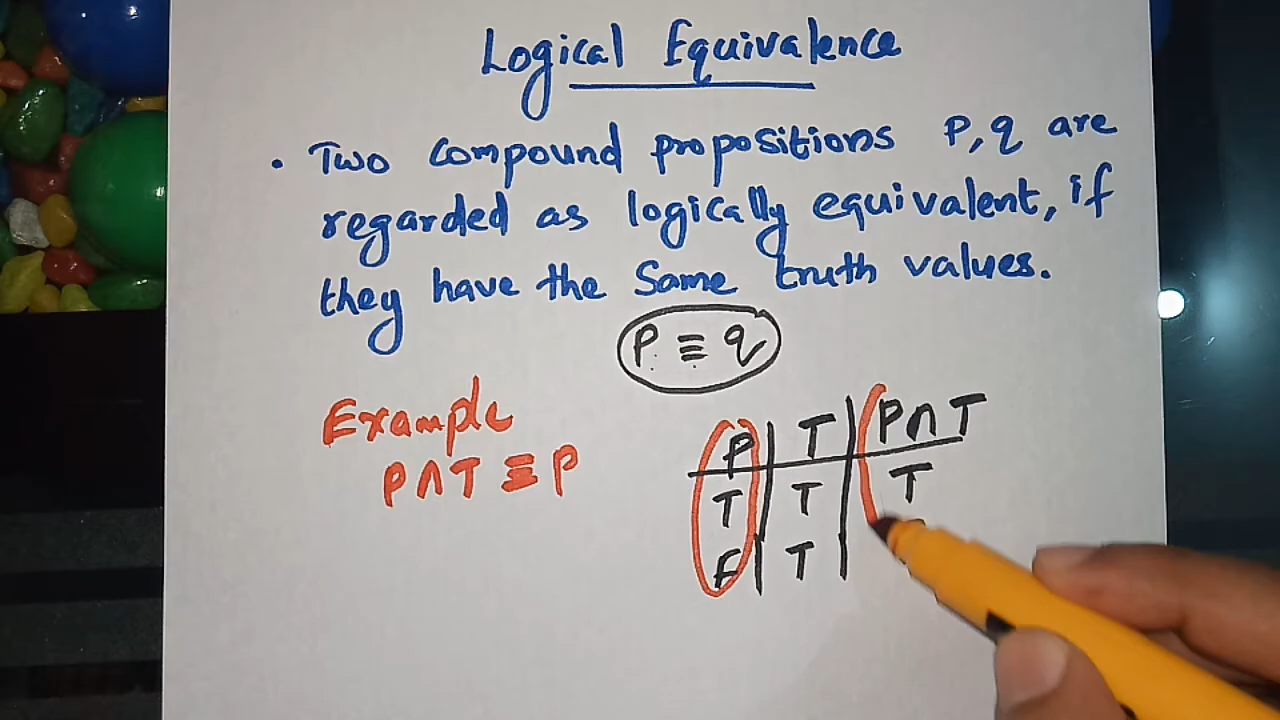 Logical Equivalence
• Two compound propositions P, q are
regarded as logically equivalent, if
they have the same truth values.
P ≡ q
Example
P ∧ T ≡ P
P | T | P ∧ T
T | T | T
F | T |